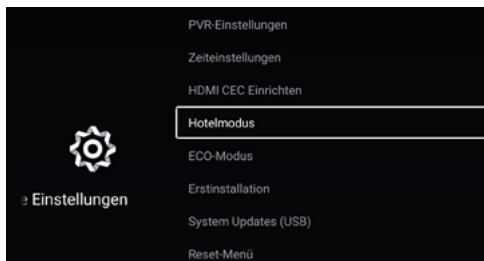 PVR-Einstellungen
Zeiteinstellungen
HDMI CEC Einrichten
Hotelmodus
ECO-Modus
e Einstellungen
Erstinstallation
System Updates (USB)
Reset-Menü